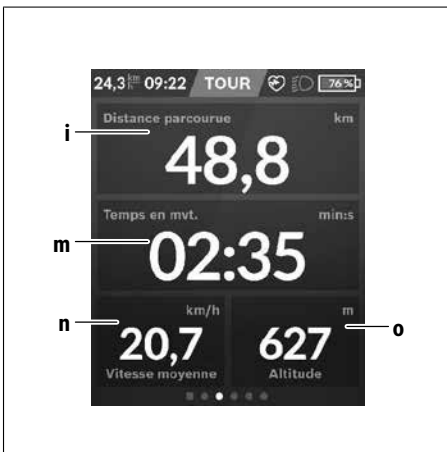 24,3 km/h 09:22 TOUR 76 %
Distance parcourue km
i
48,8
Temps en mvt. min:s
m
02:35
km/h m
n o
20,7 627
Vitesse moyenne Altitude